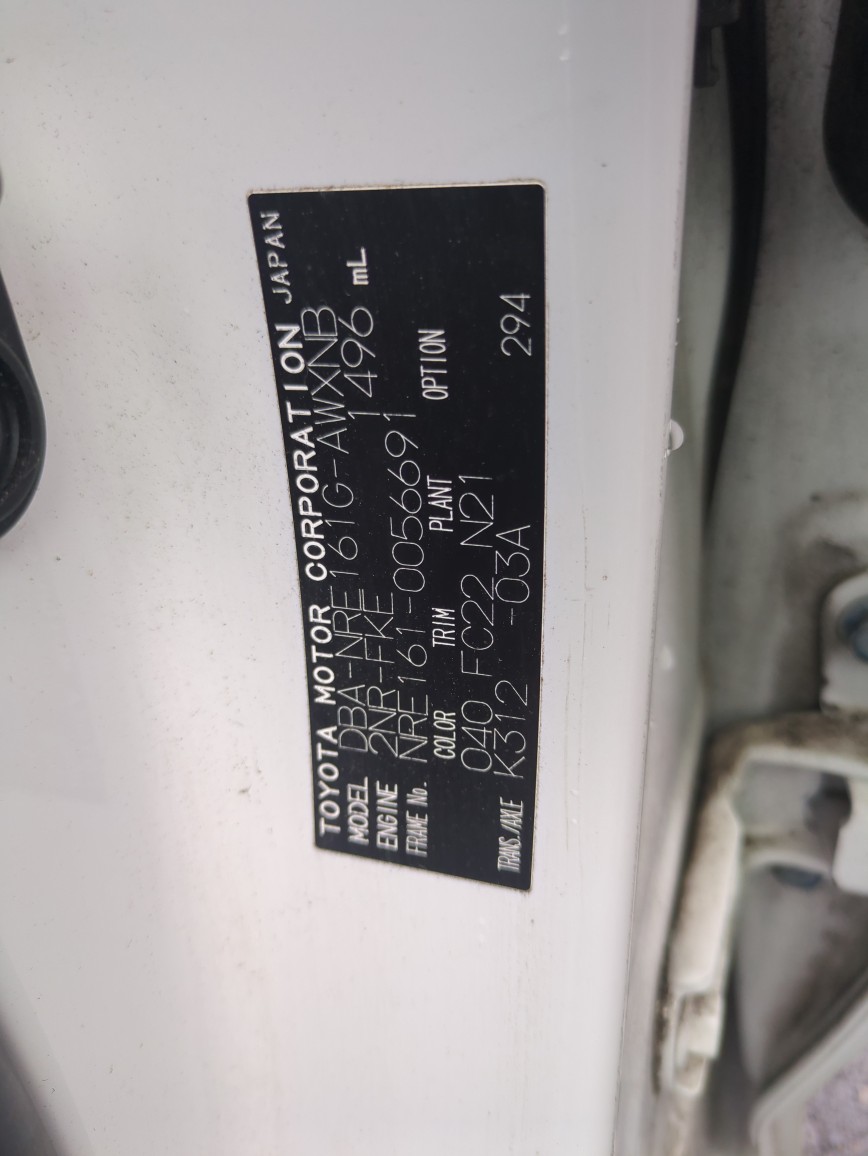 TOYOTA MOTOR CORPORATION JAPAN
MODEL DBA-NRE161G-AWXNB
ENGINE 2NR-FKE 1496 mL
FRAME No. NRE161-0056691
COLOR TRIM PLANT OPTION
040 FC22 N21
TRANS./AXLE K312 -03A 294